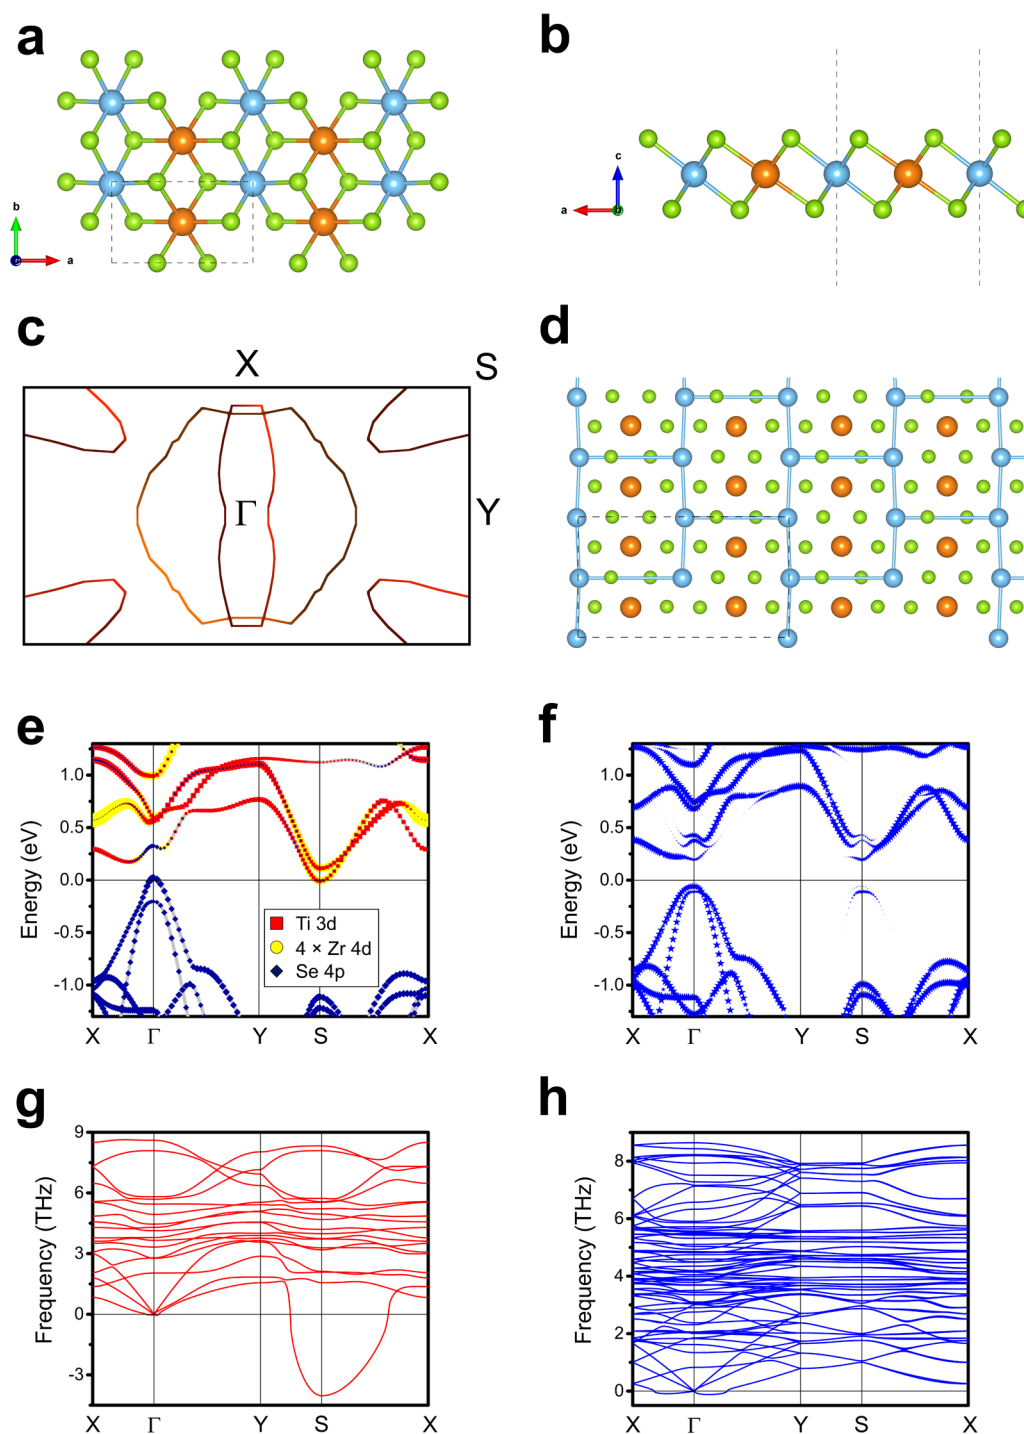 a
b
b
a
c
a
b
c
X
S
Γ
Y
d
e
1.0
0.5
0.0
-0.5
-1.0
Energy (eV)
Ti 3d
4 × Zr 4d
Se 4p
X Γ Y S X
f
1.0
0.5
0.0
-0.5
-1.0
Energy (eV)
X Γ Y S X
g
9
6
3
0
-3
Frequency (THz)
X Γ Y S X
h
8
6
4
2
0
Frequency (THz)
X Γ Y S X